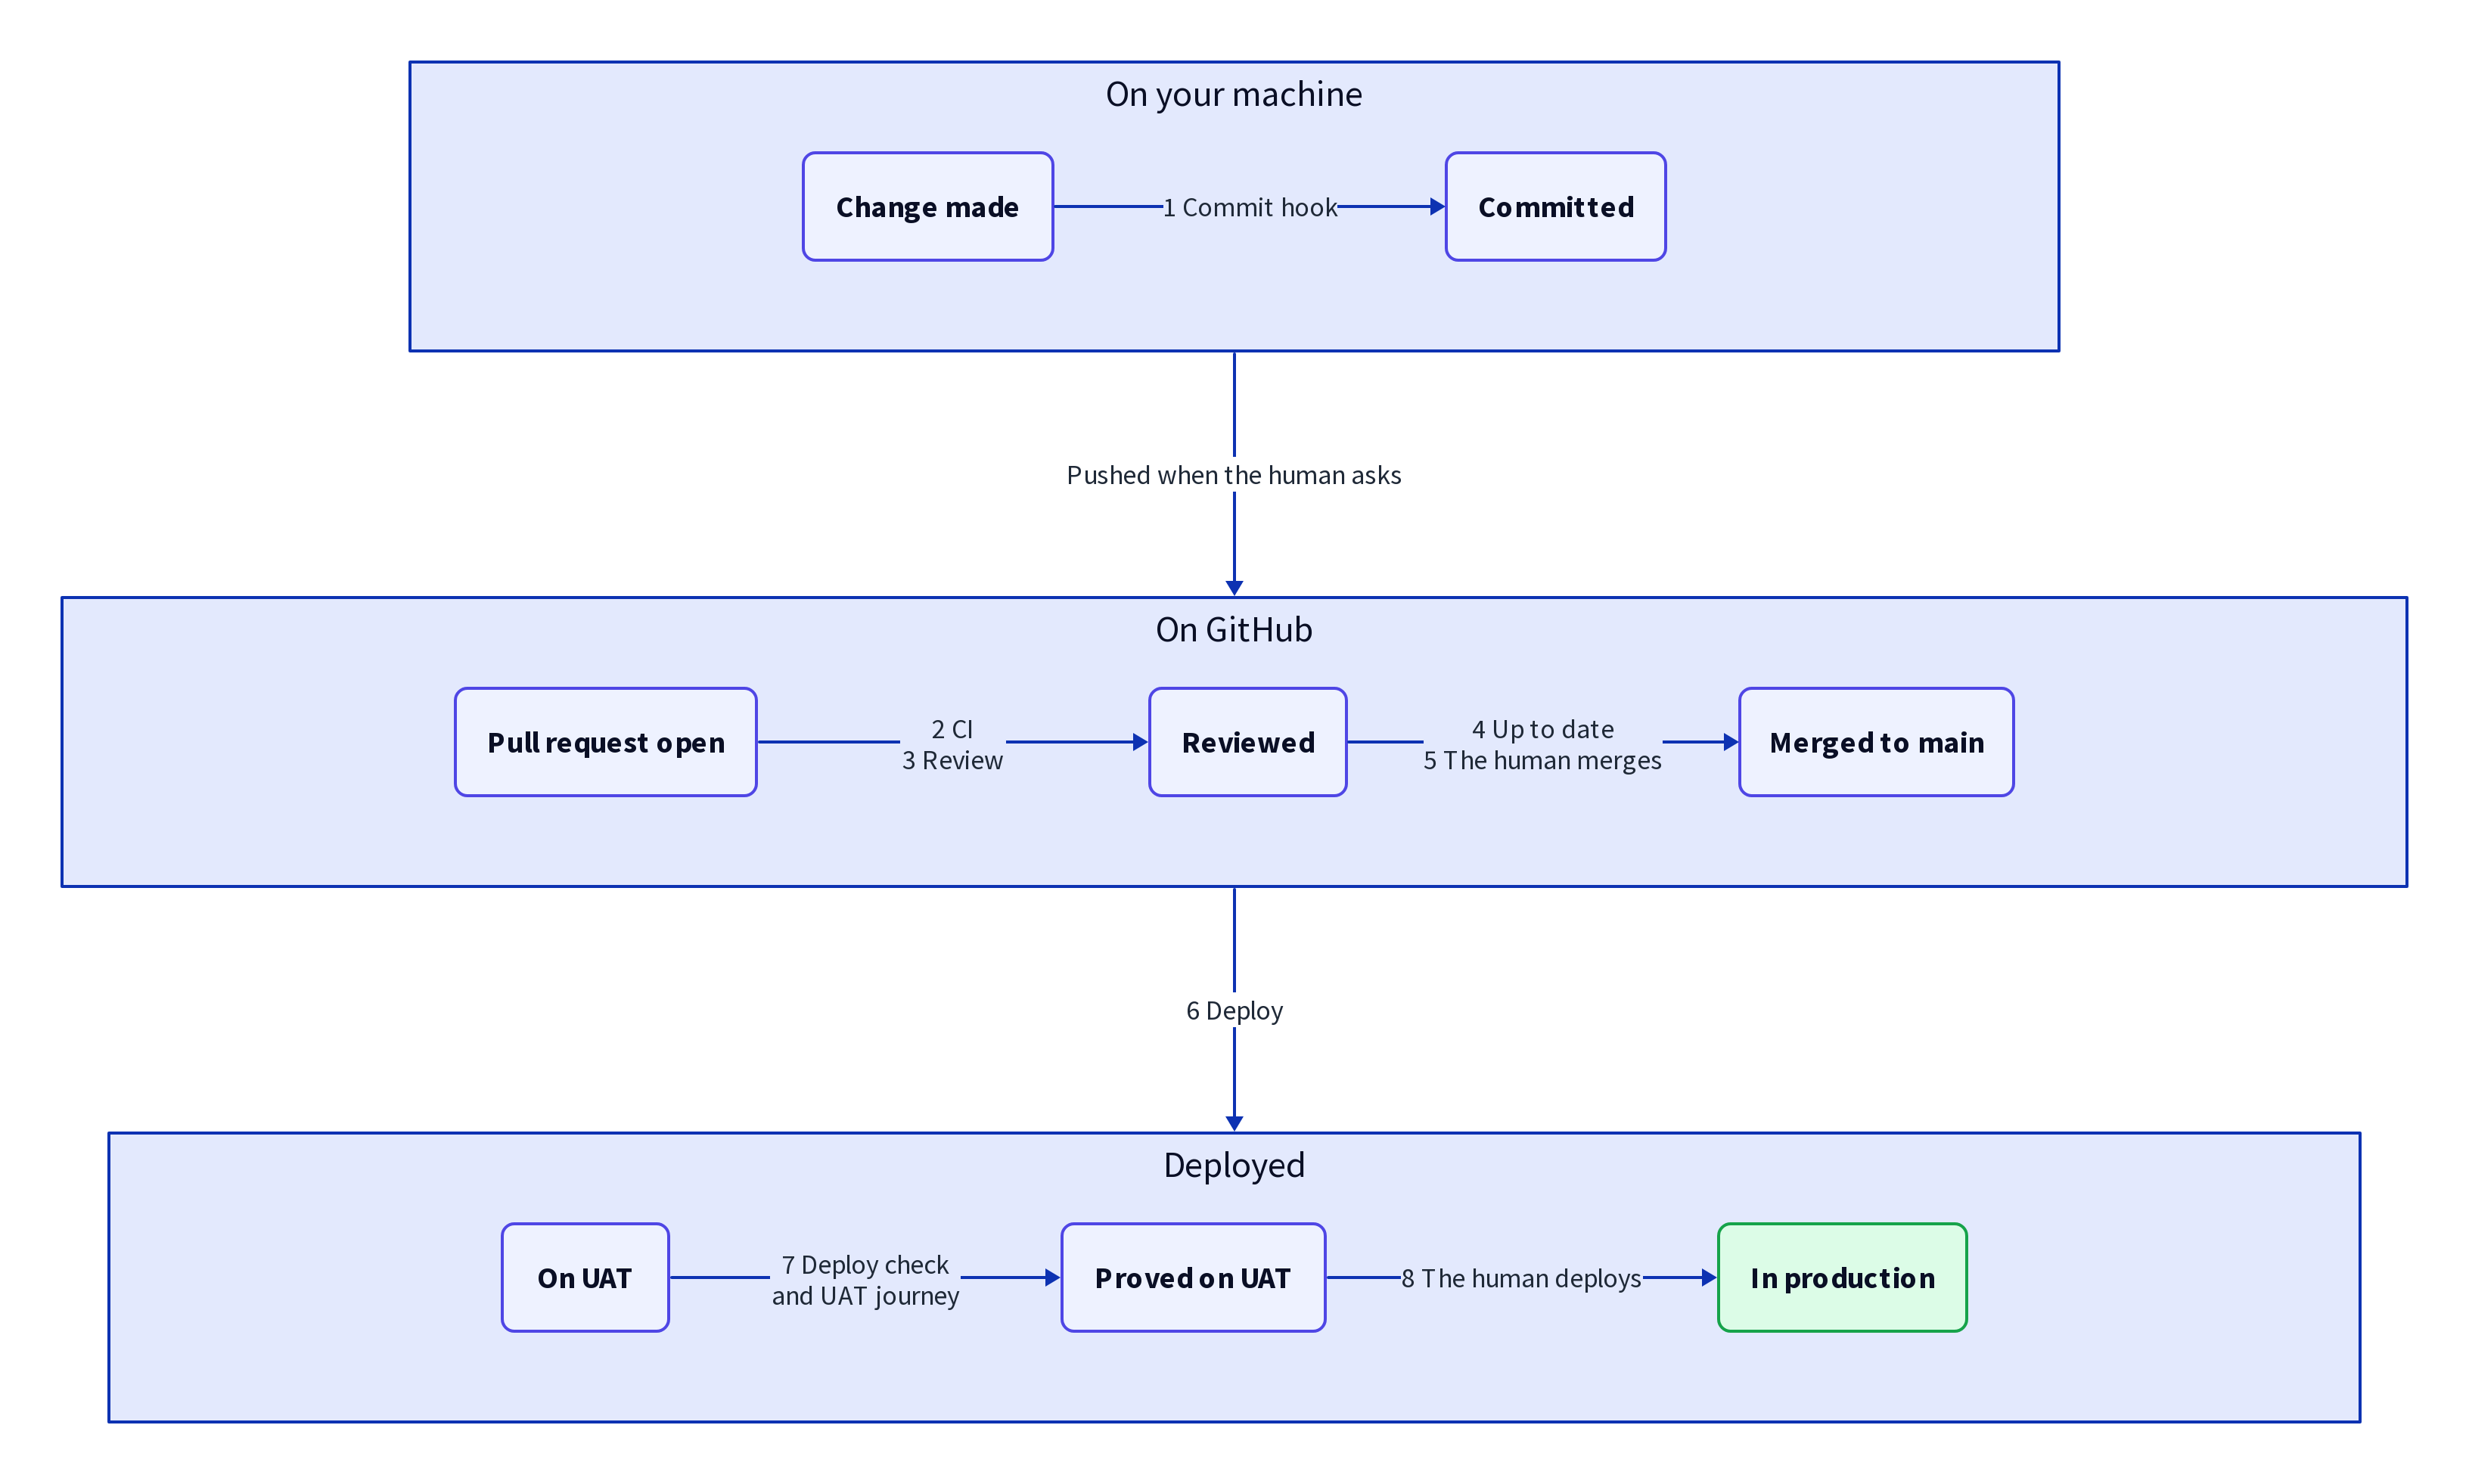 On your machine
Change made
1 Commit hook
Committed
Pushed when the human asks
On GitHub
Pull request open
2 CI
3 Review
Reviewed
4 Up to date
5 The human merges
Merged to main
6 Deploy
Deployed
On UAT
7 Deploy check
and UAT journey
Proved on UAT
8 The human deploys
In production